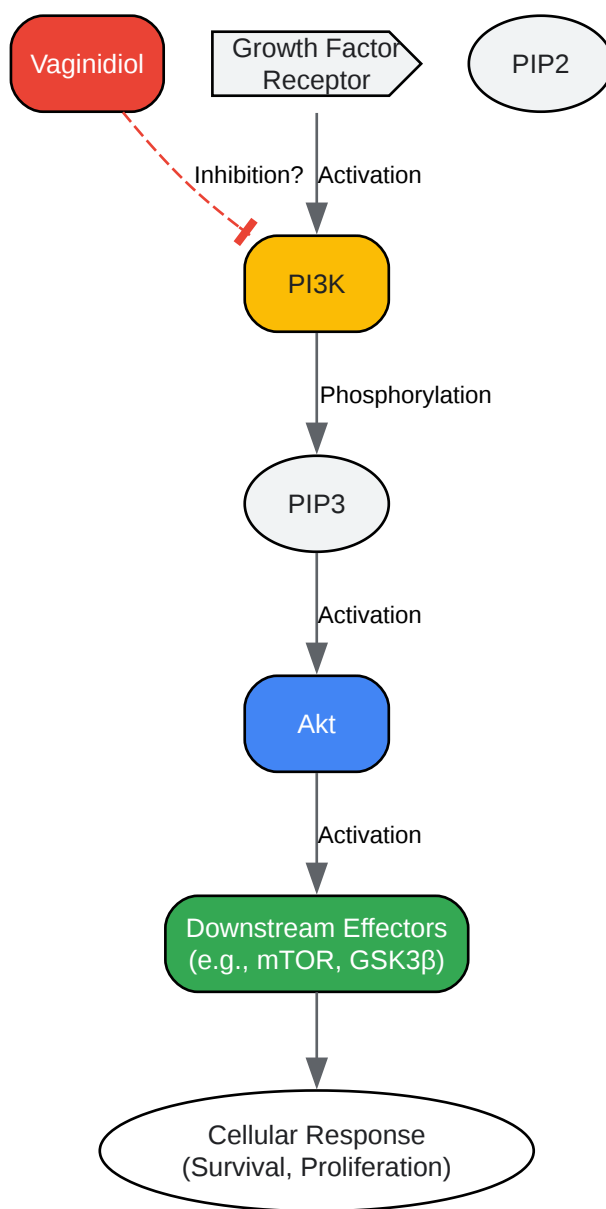 Vaginidiol
Growth Factor
Receptor
PIP2
Inhibition?
Activation
PI3K
Phosphorylation
PIP3
Activation
Akt
Activation
Downstream Effectors
(e.g., mTOR, GSK3β)
Cellular Response
(Survival, Proliferation)